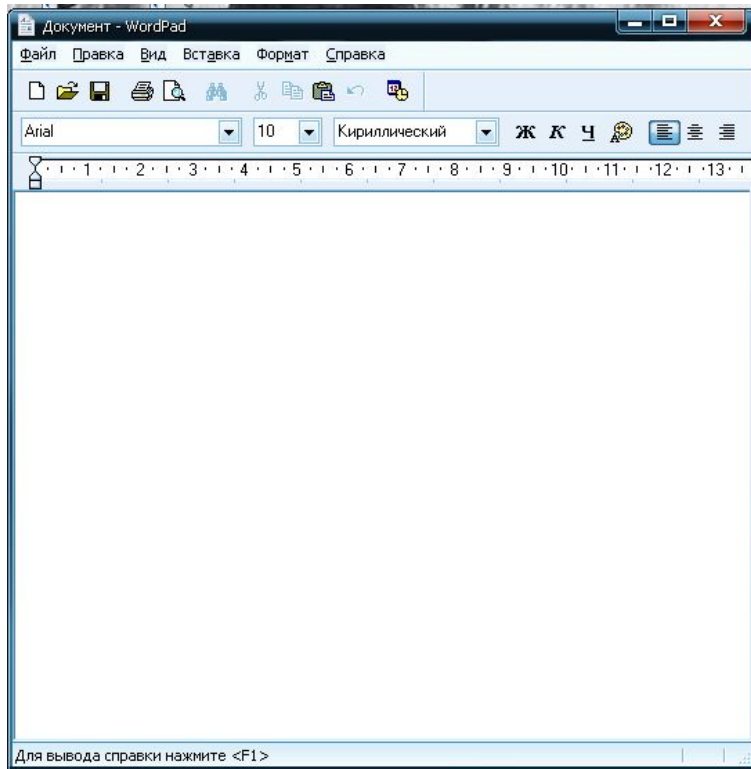 Документ - WordPad
Файл Правка Вид Вставка Формат Справка
Arial 10 Кириллический Ж К Ч
1 2 3 4 5 6 7 8 9 10 11 12 13
Для вывода справки нажмите <F1>